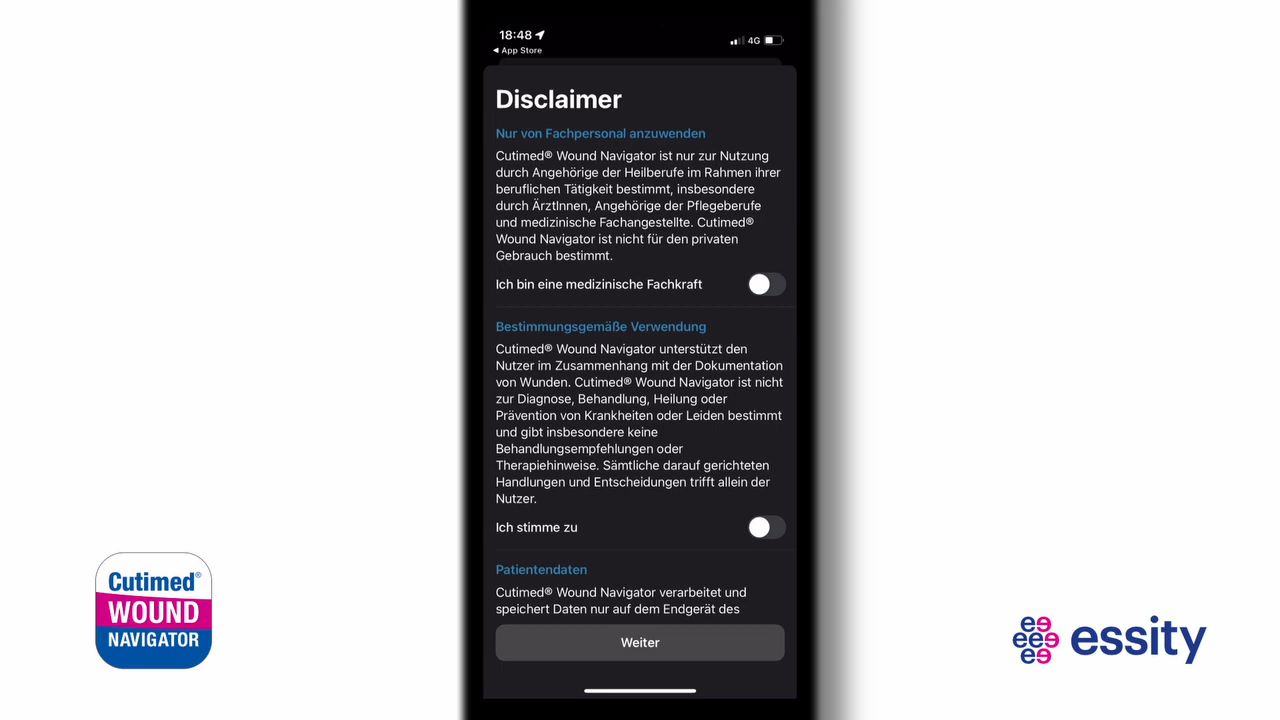 18:48
4G
App Store
Disclaimer
Nur von Fachpersonal anzuwenden
Cutimed® Wound Navigator ist nur zur Nutzung
durch Angehörige der Heilberufe im Rahmen ihrer
beruflichen Tätigkeit bestimmt, insbesondere
durch ÄrztInnen, Angehörige der Pflegeberufe
und medizinische Fachangestellte. Cutimed®
Wound Navigator ist nicht für den privaten
Gebrauch bestimmt.
Ich bin eine medizinische Fachkraft
Bestimmungsgemäße Verwendung
Cutimed® Wound Navigator unterstützt den
Nutzer im Zusammenhang mit der Dokumentation
von Wunden. Cutimed® Wound Navigator ist nicht
zur Diagnose, Behandlung, Heilung oder
Prävention von Krankheiten oder Leiden bestimmt
und gibt insbesondere keine
Behandlungsempfehlungen oder
Therapiehinweise. Sämtliche darauf gerichteten
Handlungen und Entscheidungen trifft allein der
Nutzer.
Ich stimme zu
Patientendaten
Cutimed® Wound Navigator verarbeitet und
speichert Daten nur auf dem Endgerät des
Weiter
Cutimed®
WOUND
NAVIGATOR
essity